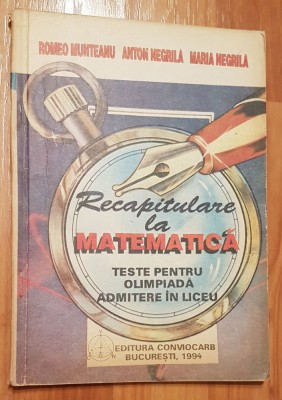 ROMEO MUNTEANU ANTON NEGRILA MARIA NEGRILA
Recapitulare
la
MATEMATICĂ
TESTE PENTRU
OLIMPIADĂ
ADMITERE ÎN LICEU
EDITURA CONVIOCARB
BUCUREȘTI, 1994